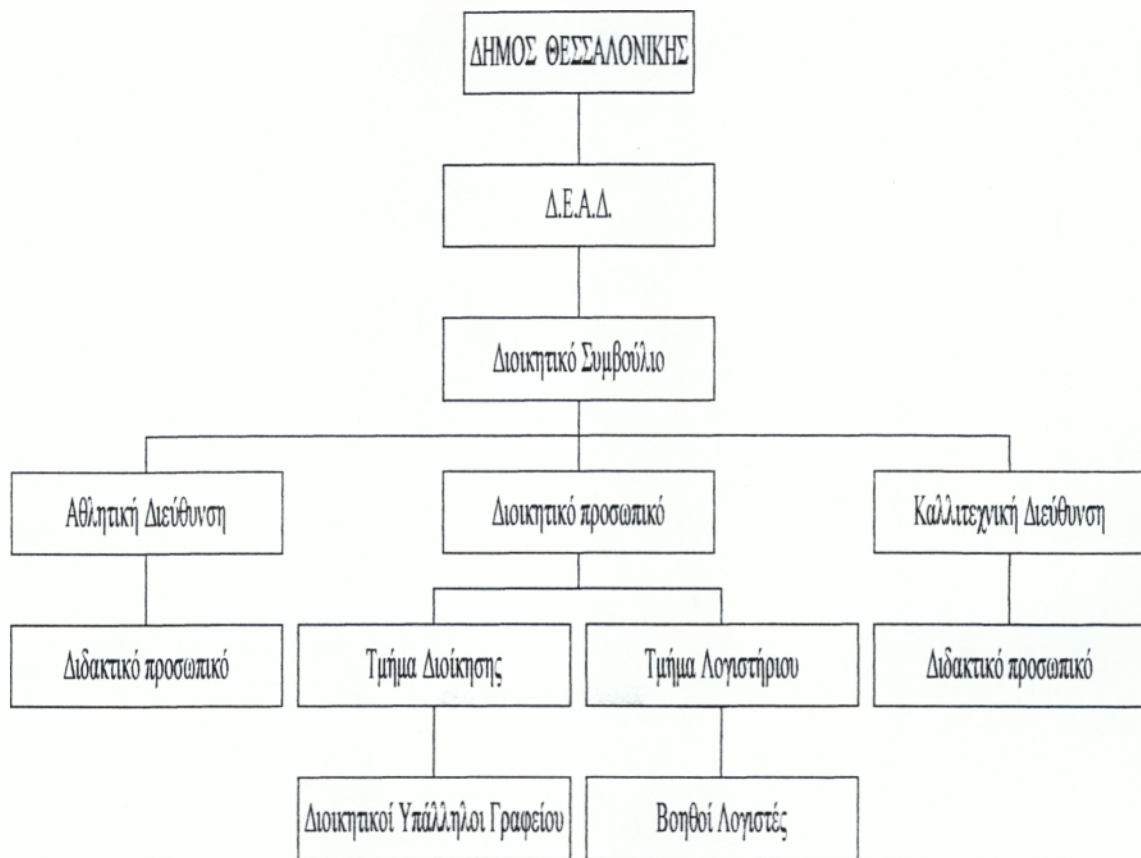 ΔΗΜΟΣ ΘΕΣΣΑΛΟΝΙΚΗΣ
Δ.Ε.Α.Δ.
Διοικητικό Συμβούλιο
Αθλητική Διεύθυνση
Διοικητικό προσωπικό
Καλλιτεχνική Διεύθυνση
Διδακτικό προσωπικό
Τμήμα Διοίκησης
Τμήμα Λογιστήριου
Διδακτικό προσωπικό
Διοικητικοί Υπάλληλοι Γραφείου
Βοηθοί Λογιστές